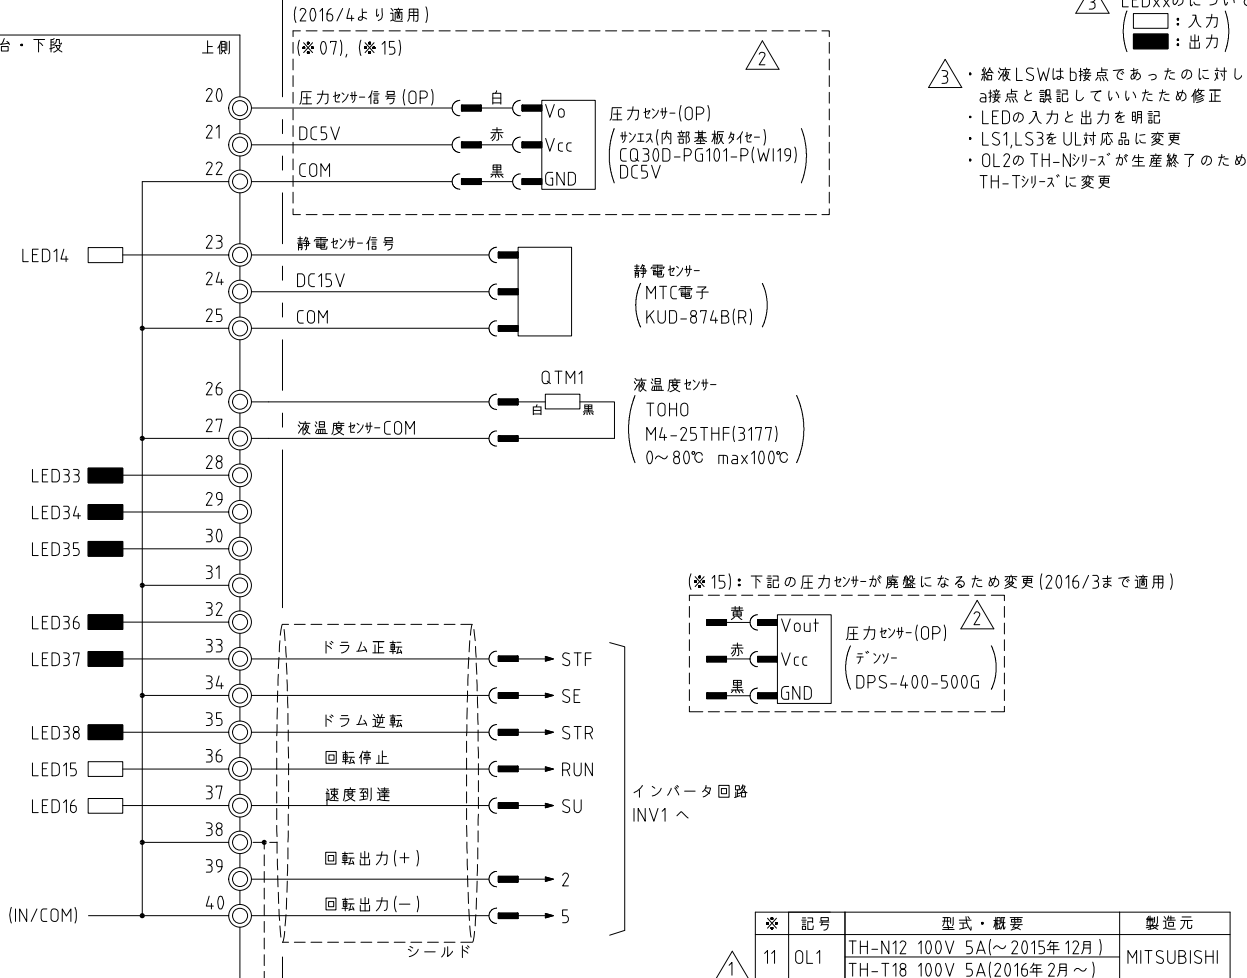 (2016/4より適用)
台・下段
上側
(※07), (※15)
2
20
圧力センサー信号(OP)
白
Vo
21
DC5V
赤
Vcc
22
COM
黒
GND
圧力センサー(OP)
サンエス(内部基板タイセー)
CQ30D-PG101-P(WI19)
DC5V
: 入力
: 出力
3
・給液LSWはb接点であったのに対し
a接点と誤記していいたため修正
・LEDの入力と出力を明記
・LS1,LS3をUL対応品に変更
・OL2のTH-Nシリーズが生産終了のため
TH-Tシリーズに変更
3
LEDxxのについて
LED14
23
静電センサー信号
24
DC15V
25
COM
静電センサー
MTC電子
KUD-874B(R)
26
QTM1
白
黒
27
液温度センサーCOM
液温度センサー
TOHO
M4-25THF(3177)
0~80℃ max100℃
LED33
28
LED34
29
LED35
30
31
LED36
32
LED37
33
ドラム正転
STF
34
SE
LED38
35
ドラム逆転
STR
LED15
36
回転停止
RUN
LED16
37
速度到達
SU
38
39
回転出力(+)
2
(IN/COM)
40
回転出力(-)
5
シールド
インバータ回路
INV1 へ
(※15): 下記の圧力センサーが廃盤になるため変更(2016/3まで適用)
黄
Vout
赤
Vcc
黒
GND
2
圧力センサー(OP)
デンソー
DPS-400-500G
※ 記号 型式・概要 製造元
1
11 OL1 TH-N12 100V 5A(~2015年12月) MITSUBISHI
TH-T18 100V 5A(2016年2月~)